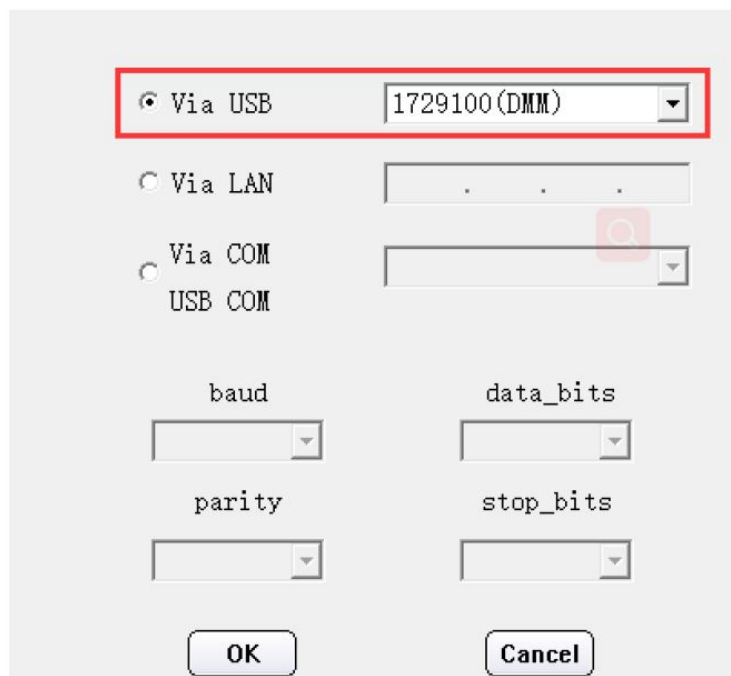 Via USB 1729100(DMM)
Via LAN . . .
Via COM
USB COM
baud data_bits
parity stop_bits
OK Cancel